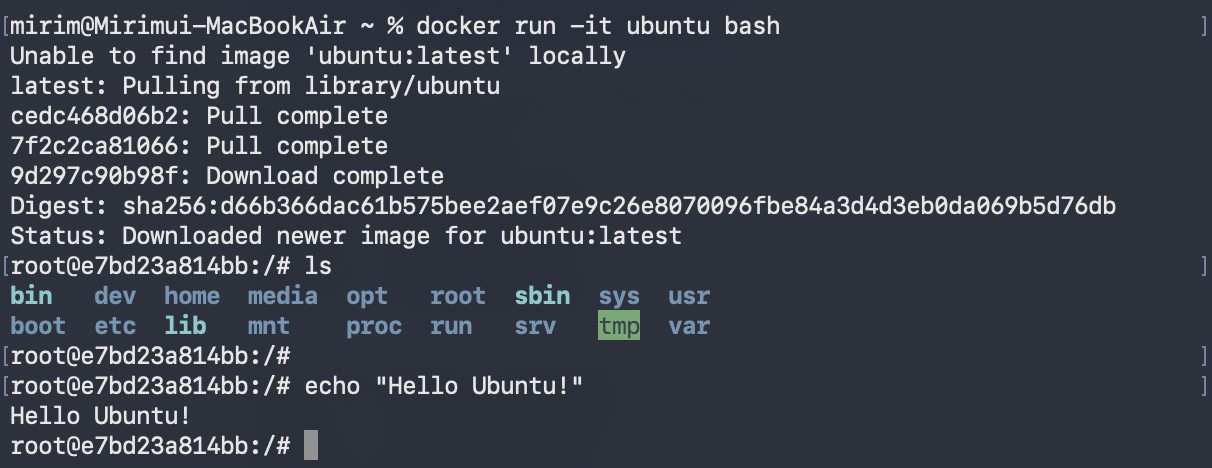 [mirim@Mirimui-MacBookAir ~ % docker run -it ubuntu bash ]
Unable to find image 'ubuntu:latest' locally
latest: Pulling from library/ubuntu
cedc468d06b2: Pull complete
7f2c2ca81066: Pull complete
9d297c90b98f: Download complete
Digest: sha256:d66b366dac61b575bee2aef07e9c26e8070096fbe84a3d4d3eb0da069b5d76db
Status: Downloaded newer image for ubuntu:latest
[root@e7bd23a814bb:/# ls ]
bin dev home media opt root sbin sys usr
boot etc lib mnt proc run srv tmp var
[root@e7bd23a814bb:/# ]
[root@e7bd23a814bb:/# echo "Hello Ubuntu!" ]
Hello Ubuntu!
root@e7bd23a814bb:/#